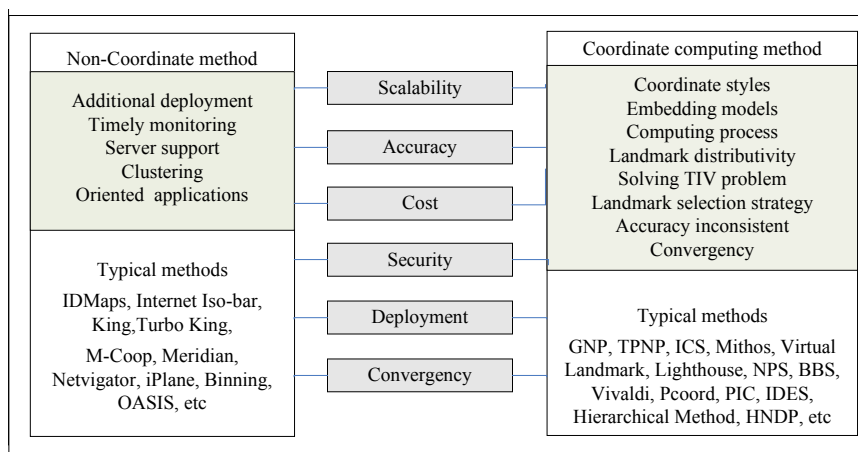 Non-Coordinate method
Additional deployment
Timely monitoring
Server support
Clustering
Oriented applications
Typical methods
IDMaps, Internet Iso-bar,
King,Turbo King,
M-Coop, Meridian,
Netvigator, iPlane, Binning,
OASIS, etc
Scalability
Accuracy
Cost
Security
Deployment
Convergency
Coordinate computing method
Coordinate styles
Embedding models
Computing process
Landmark distributivity
Solving TIV problem
Landmark selection strategy
Accuracy inconsistent
Convergency
Typical methods
GNP, TPNP, ICS, Mithos, Virtual
Landmark, Lighthouse, NPS, BBS,
Vivaldi, Pcoord, PIC, IDES,
Hierarchical Method, HNDP, etc